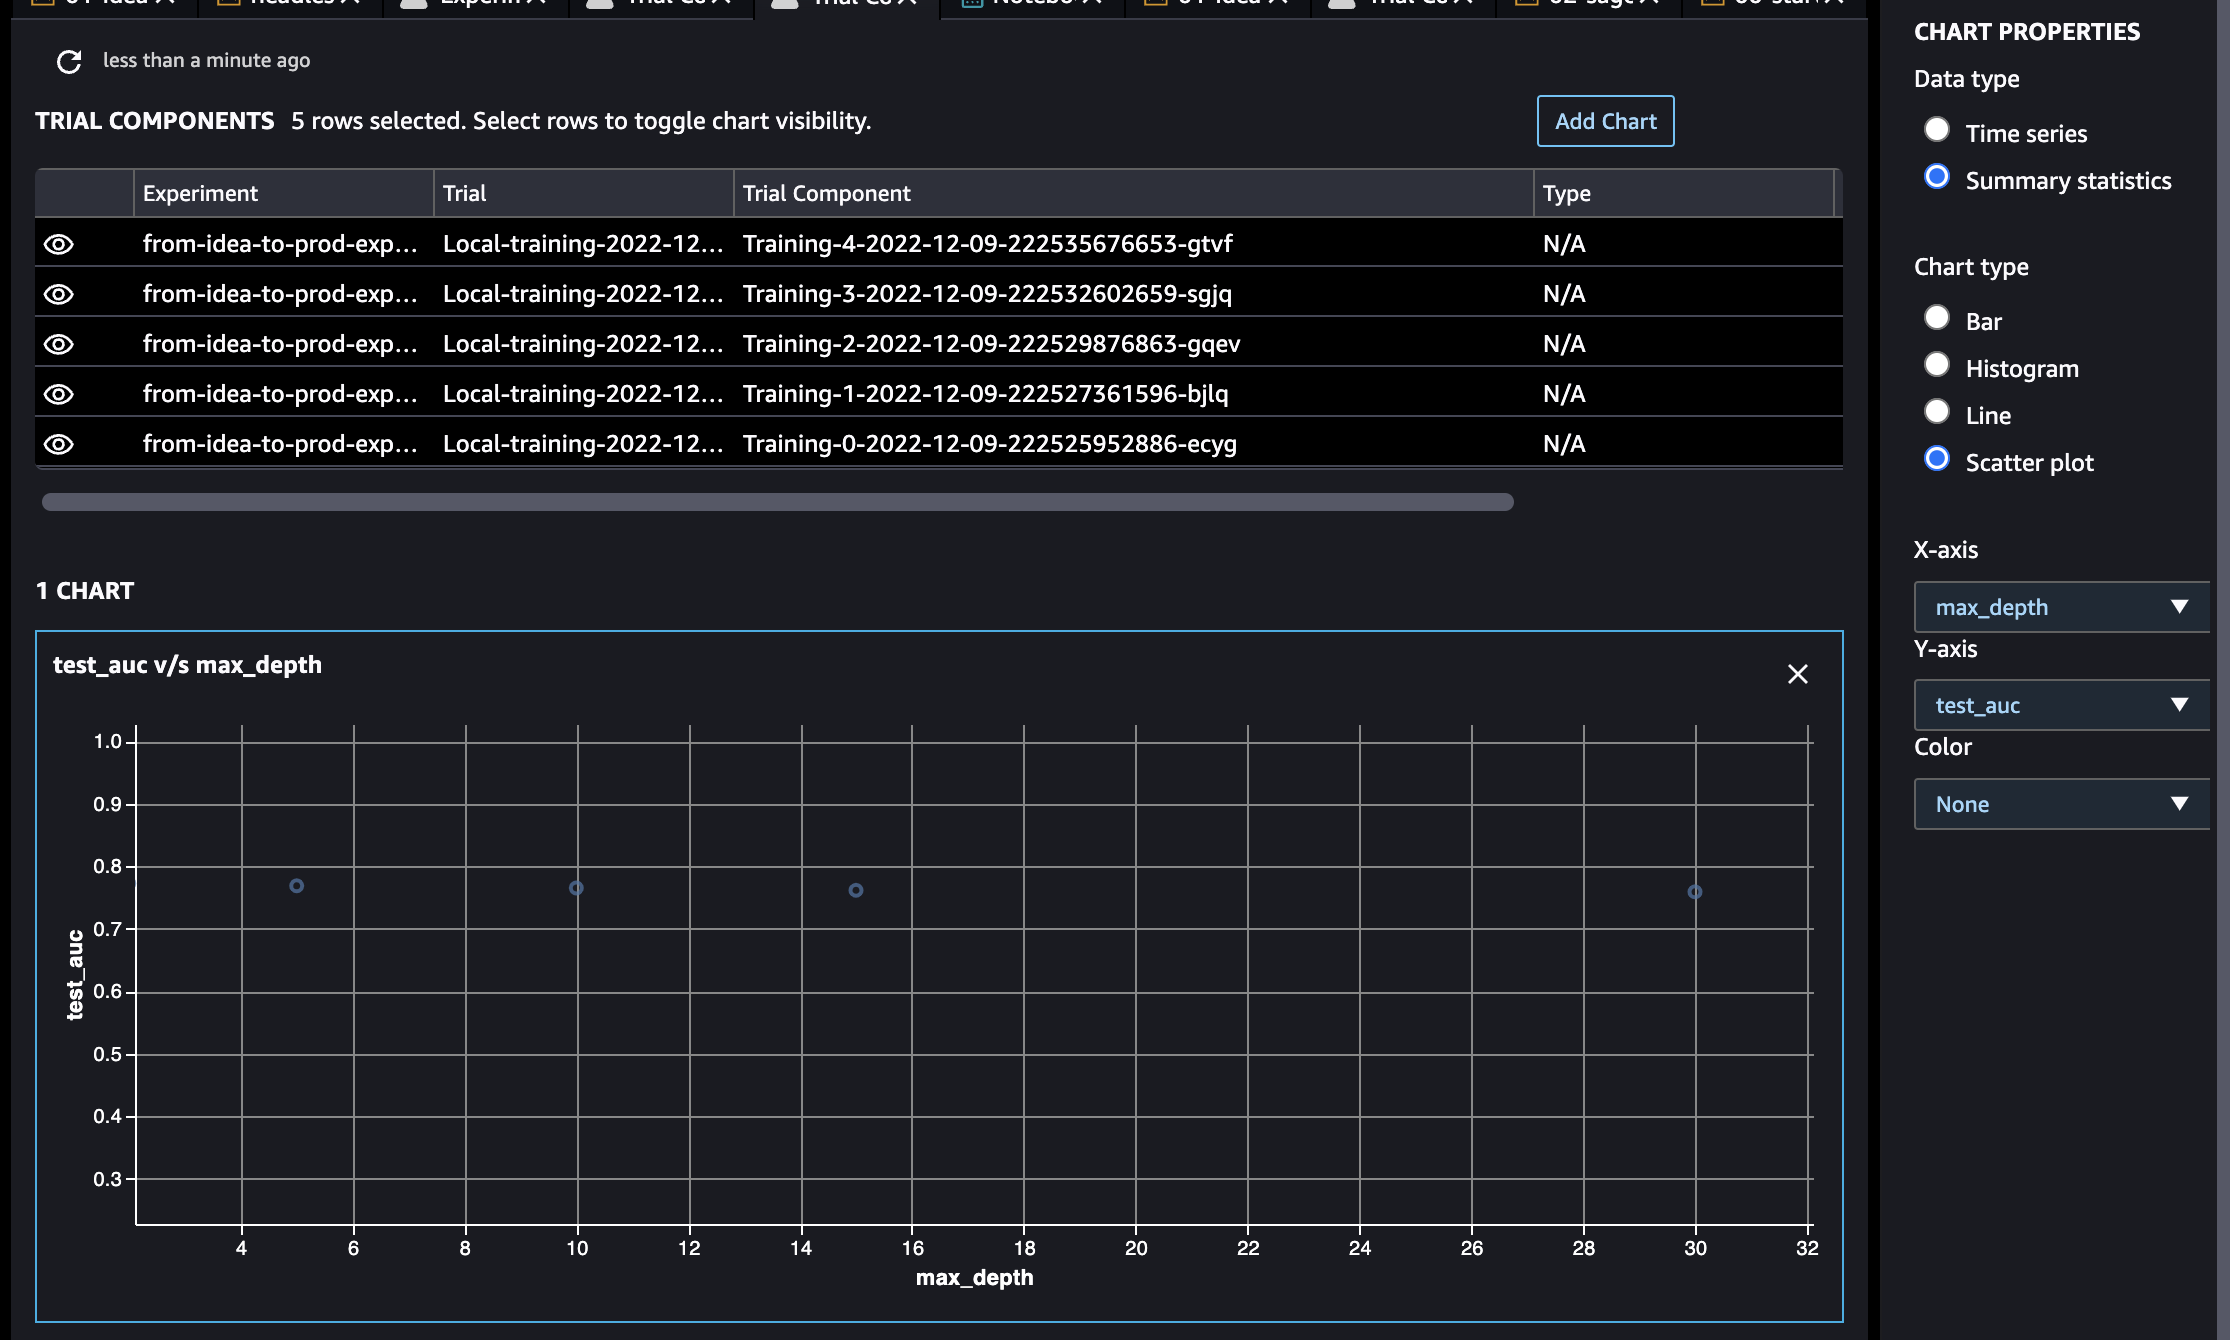 less than a minute ago
TRIAL COMPONENTS 5 rows selected. Select rows to toggle chart visibility.
Add Chart
Experiment Trial Trial Component Type
from-idea-to-prod-exp... Local-training-2022-12... Training-4-2022-12-09-222535676653-gtvf N/A
from-idea-to-prod-exp... Local-training-2022-12... Training-3-2022-12-09-222532602659-sgjq N/A
from-idea-to-prod-exp... Local-training-2022-12... Training-2-2022-12-09-222529876863-gqev N/A
from-idea-to-prod-exp... Local-training-2022-12... Training-1-2022-12-09-222527361596-bjlq N/A
from-idea-to-prod-exp... Local-training-2022-12... Training-0-2022-12-09-222525952886-ecyg N/A
1 CHART
test_auc v/s max_depth
1.0
0.9
0.8
0.7
0.6
0.5
0.4
0.3
test_auc
4 6 8 10 12 14 16 18 20 22 24 26 28 30 32
max_depth
CHART PROPERTIES
Data type
Time series
Summary statistics
Chart type
Bar
Histogram
Line
Scatter plot
X-axis
max_depth
Y-axis
test_auc
Color
None